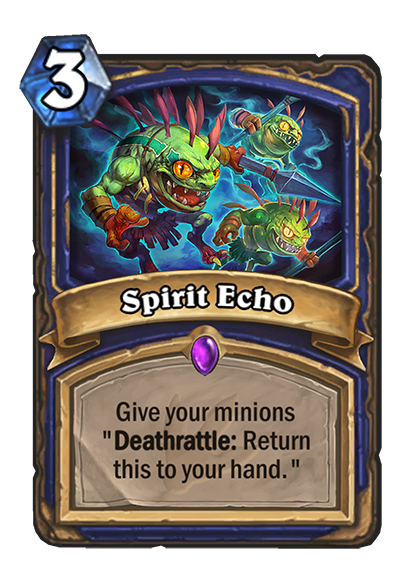 3
Spirit Echo
Give your minions
"Deathrattle: Return
this to your hand."